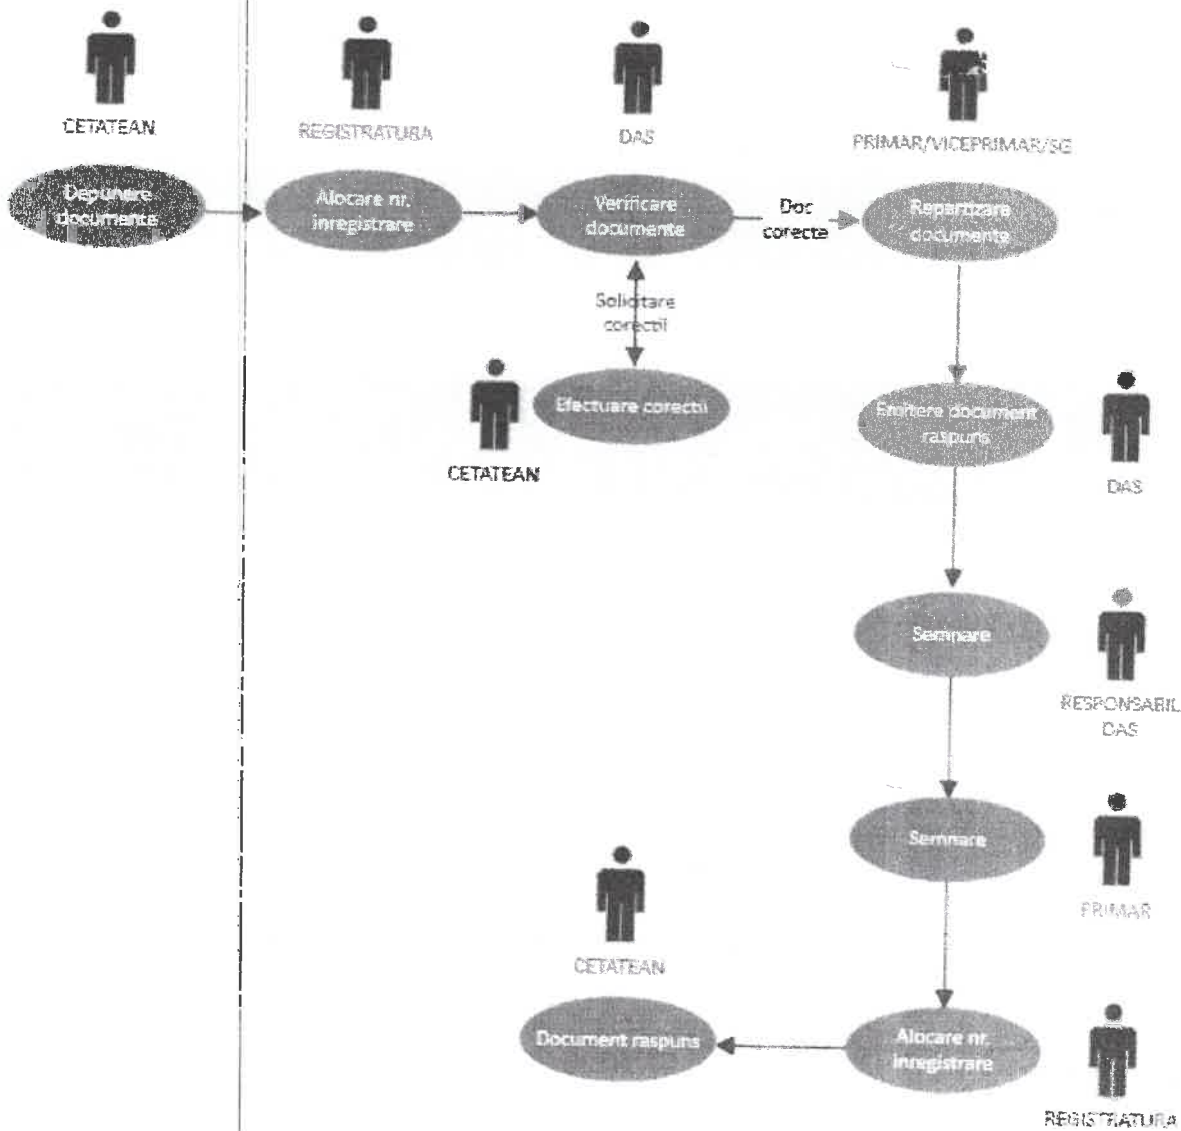 CETATEAN
REGISTRATURA
DAS
PRIMAR/VICEPRIMAR/SG
Depunere
documente
Alocare nr.
inregistrare
Verificare
documente
Doc
corecte
Repartizare
documente
Solicitare
corectii
Efectuare corectii
CETATEAN
Emitere document
raspuns
DAS
Semnare
RESPONSABIL
DAS
Semnare
PRIMAR
CETATEAN
Document raspuns
Alocare nr.
inregistrare
REGISTRATURA